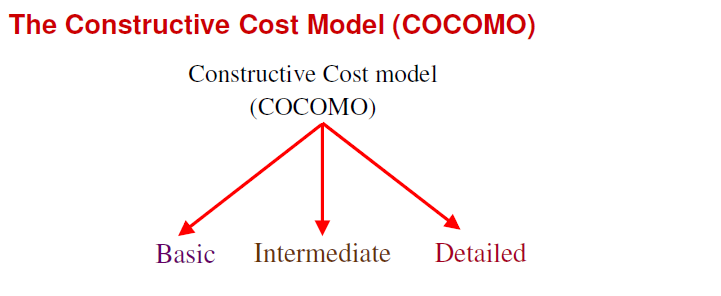 The Constructive Cost Model (COCOMO)
Constructive Cost model
(COCOMO)
Basic Intermediate Detailed